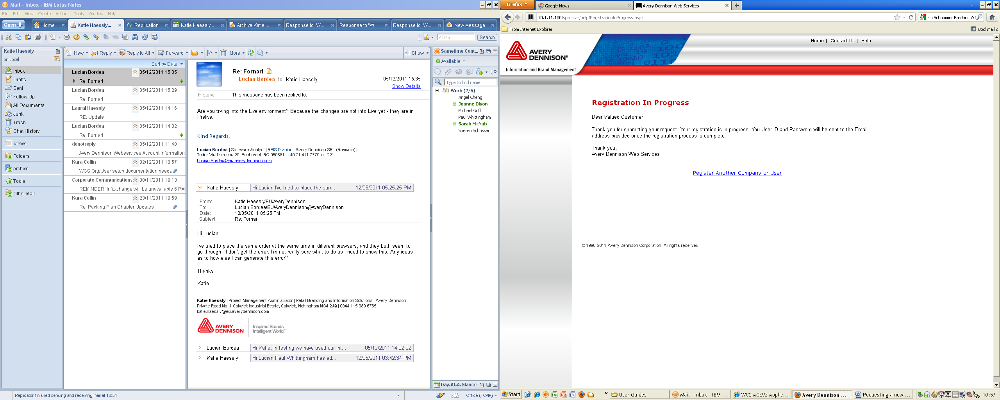 Mail - Inbox - IBM Lotus Notes
File Edit View Create Actions Tools Window Help
Open Home Katie Haessly... Replication Katie Haessly... Archive Katie ... Response to "W... Response to "W... Response to "W... New Message
All Mail Search
Katie Haessly
on Local
Inbox
Drafts
Sent
Follow Up
All Documents
Junk
Trash
Chat History
Views
Folders
Archive
Tools
Other Mail
New Reply Reply to All Forward More Show
Sort by Date
Lucian Bordea 05/12/2011 15:35
Re: Fornari
Lucian Bordea 05/12/2011 15:29
Re: Fornari
Laural Haessly 05/12/2011 14:16
RE: Update
Lucian Bordea 05/12/2011 14:02
Re: Fornari
donotreply 05/12/2011 11:48
Avery Dennison Webservices Account Information
Kara Collin 02/12/2011 18:57
WCS Org/User setup documentation neede
Corporate Communications 30/11/2011 19:13
REMINDER: Infoxchange will be unavailable 6 PM
Kara Collin 23/11/2011 19:59
Re: Packing Plan Chapter Updates
Re: Fornari
Lucian Bordea to: Katie Haessly 05/12/2011 15:35
Show Details
History: This message has been replied to.
Are you trying into the Live environment? Because the changes are not into Live yet - they are in
Prelive.
Kind Regards,
Lucian Bordea | Software Analyst | RBIS Division | Avery Dennison SRL (Romania) |
Tudor Vladimirescu 29, Bucharest, RO 050881 | +40.21.411.7779 Int. 221
Lucian.Bordea@eu.averydennison.com
Katie Haessly Hi Lucian I've tried to place the sam... 12/05/2011 05:25:25 PM
From: Katie Haessly/EU/AveryDennison
To: Lucian Bordea/EU/AveryDennison@AveryDennison
Date: 12/05/2011 05:25 PM
Subject: Re: Fornari
Hi Lucian
I've tried to place the same order at the same time in different browsers, and they both seem to
go through - I don't get the error. I'm not really sure what to do as I need to show this. Any ideas
as to how else I can generate this error?
Thanks
Katie
Katie Haessly | Project Management Administrator | Retail Branding and Information Solutions | Avery Dennison
Private Road No. 1 Colwick Industrial Estate, Colwick, Nottingham NG4 2JQ | 0044 115 989 6765 |
katie.haessly@eu.averydennison.com
AVERY DENNISON Inspired Brands. Intelligent World.™
Lucian Bordea Hi Katie, In testing we have used our int... 05/12/2011 14:02:22
Katie Haessly Hi Lucian Paul Whittingham has ad... 12/05/2011 03:42:34 PM
Sametime Cont...
Available
Type to find name
Work (2/6)
Angel Cheng
Joanne Olson
Michael Goff
Paul Whittingham
Sarah McNab
Soeren Schusser
Day-At-A-Glance
Replicator finished sending and receiving mail at 10:54
Office (TCPIP)
Firefox Google News Avery Dennison Web Services
10.1.11.100/specstar/help/RegistrationInProgress.aspx Schommer Frederic WI
From Internet Explorer Bookmarks
AVERY
DENNISON®
Information and Brand Management
Home | Contact Us | Help
Registration In Progress
Dear Valued Customer,
Thank you for submitting your request. Your registration is in progress. You User ID and Password will be sent to the Email
address provided once the registration process is complete.
Thank you,
Avery Dennison Web Services
Register Another Company or User
© 1996-2011 Avery Dennison Corporation. All rights reserved.
Start User Guides Mail - Inbox - IBM ... WCS ACEV2 Applic... Avery Dennison ... Requesting a new ... 10:57